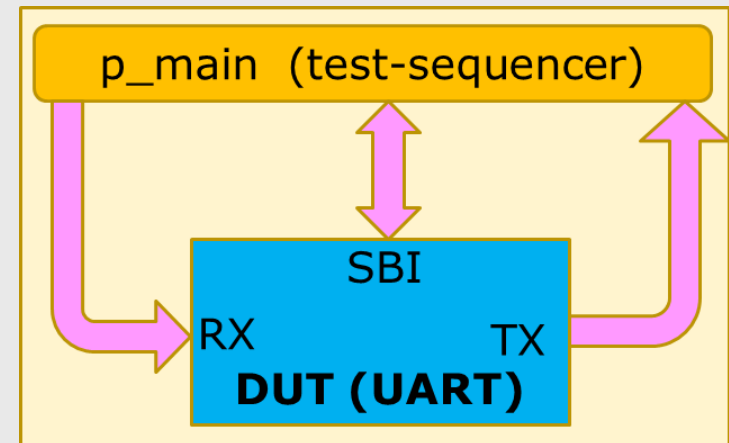 p_main (test-sequencer)
SBI
RX
TX
DUT (UART)